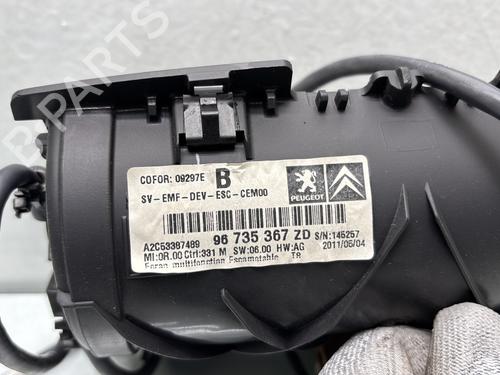 COFOR: 09297E B
SV-EMF-DEV-ESC-CEM00
PEUGEOT
A2C53387489 96 735 367 ZD S/N:145257
MI:0R.00 Ctrl:331 M SW:06.00 HW:AG 2011/05/04
Ecran multifonction Escamotable T8
B PARTS